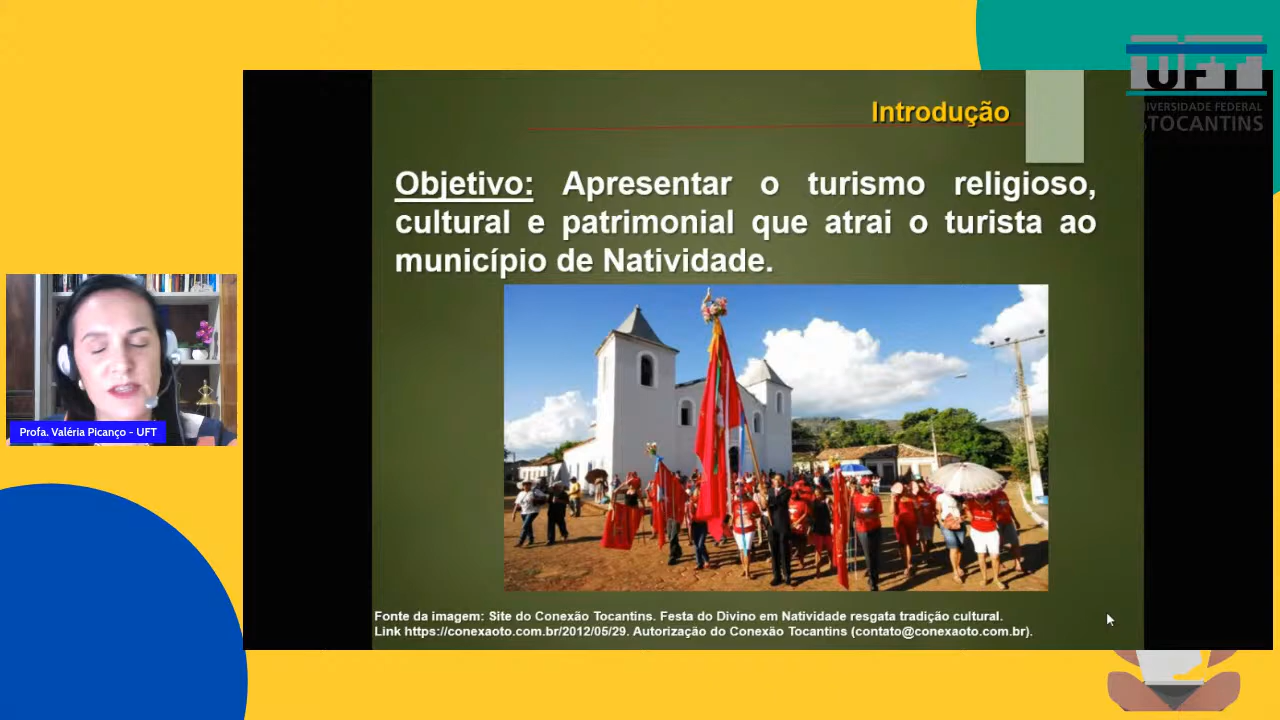 UFT
UNIVERSIDADE FEDERAL
TOCANTINS
Introdução
Objetivo: Apresentar o turismo religioso,
cultural e patrimonial que atrai o turista ao
município de Natividade.
Profa. Valéria Picanço - UFT
Fonte da imagem: Site do Conexão Tocantins. Festa do Divino em Natividade resgata tradição cultural.
Link https://conexaoto.com.br/2012/05/29. Autorização do Conexão Tocantins (contato@conexaoto.com.br).